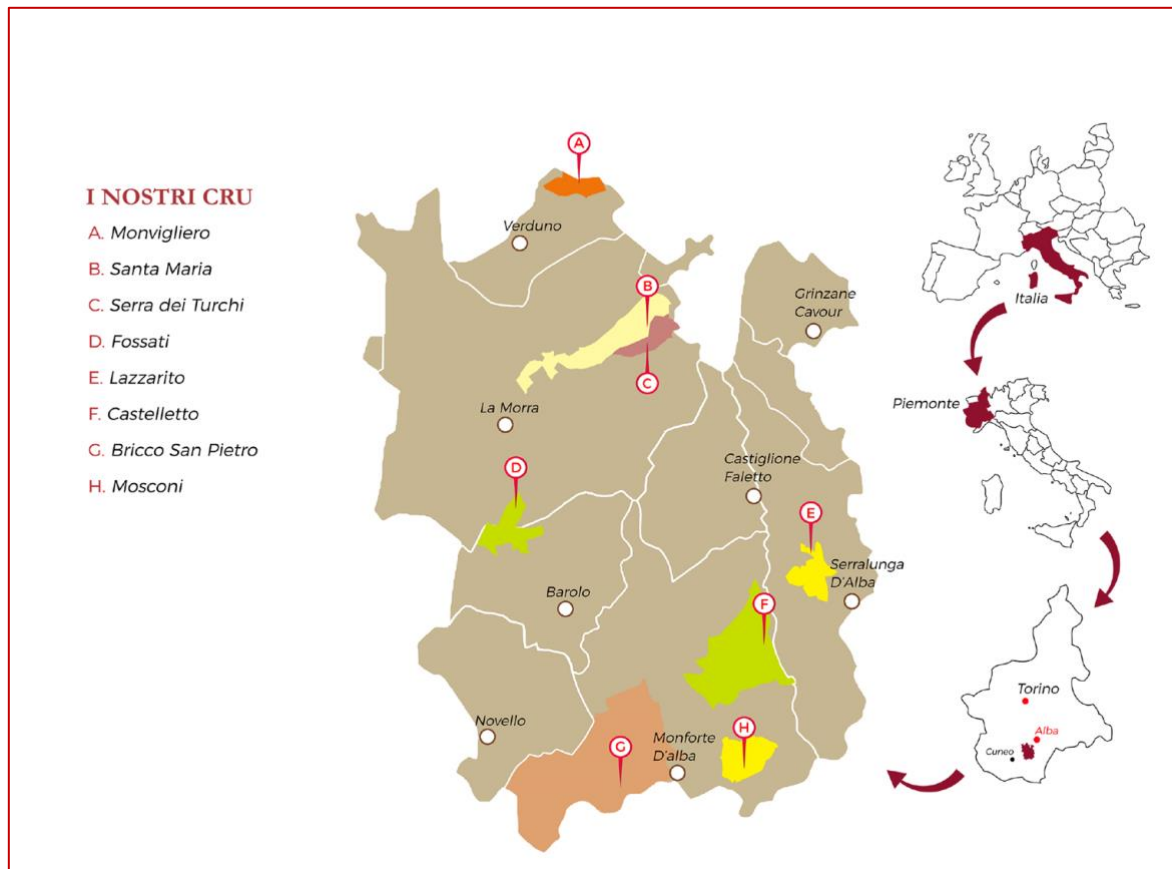 I NOSTRI CRU
A. Monvigliero
B. Santa Maria
C. Serra dei Turchi
D. Fossati
E. Lazzarito
F. Castelletto
G. Bricco San Pietro
H. Mosconi
A
Verduno
B
Grinzane
Cavour
C
La Morra
D
Castiglione
Faletto
E
Serralunga
D'Alba
Barolo
F
Novello
G
Monforte
D'alba
H
Italia
Piemonte
Torino
Alba
Cuneo